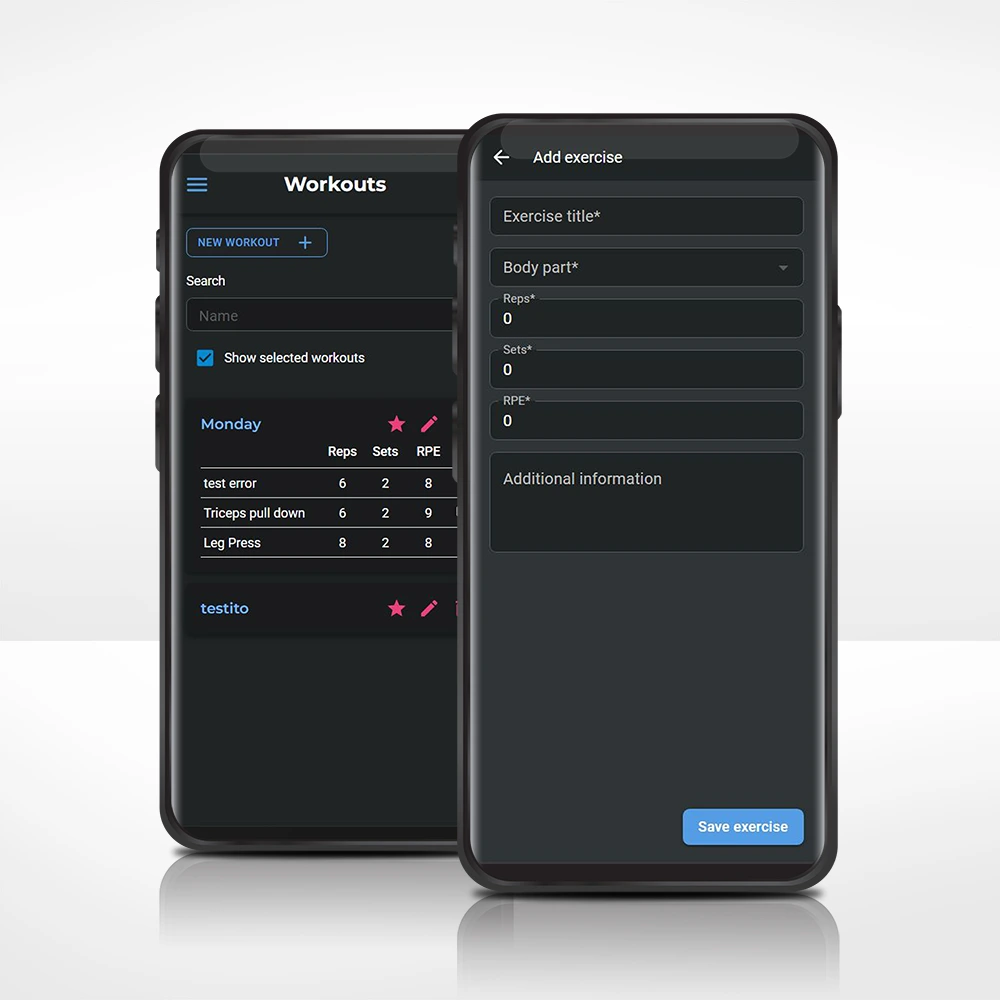 Workouts
NEW WORKOUT
Search
Name
Show selected workouts
Monday
Reps Sets RPE
test error 6 2 8
Triceps pull down 6 2 9
Leg Press 8 2 8
testito
Add exercise
Exercise title*
Body part*
Reps*
0
Sets*
0
RPE*
0
Additional information
Save exercise